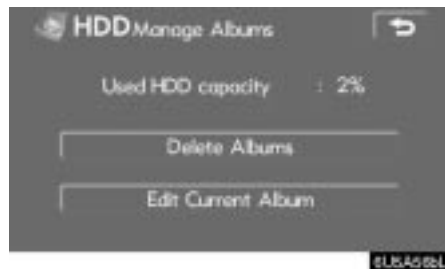 HDD Manage Albums
Used HDD capacity : 2%
Delete Albums
Edit Current Album